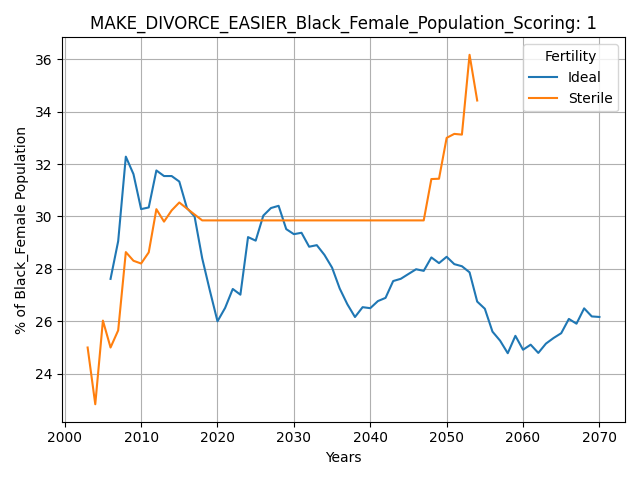 MAKE_DIVORCE_EASIER_Black_Female_Population_Scoring: 1
% of Black_Female Population
36
34
32
30
28
26
24
Fertility
Ideal
Sterile
2000 2010 2020 2030 2040 2050 2060 2070
Years